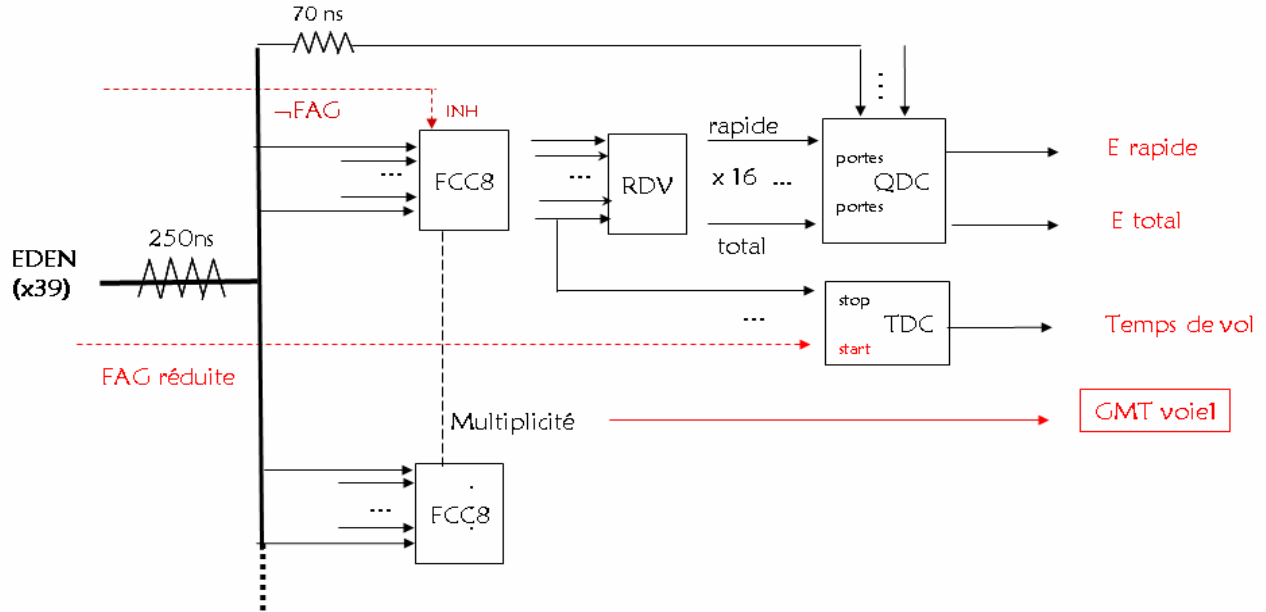 70 ns
¬FAG
INH
FCC8
...
RDV
...
rapide
x 16 ...
total
...
portes
QDC
portes
E rapide
E total
250ns
EDEN
(x39)
stop
TDC
start
...
Temps de vol
FAG réduite
Multiplicité
GMT voie1
FCC8
...